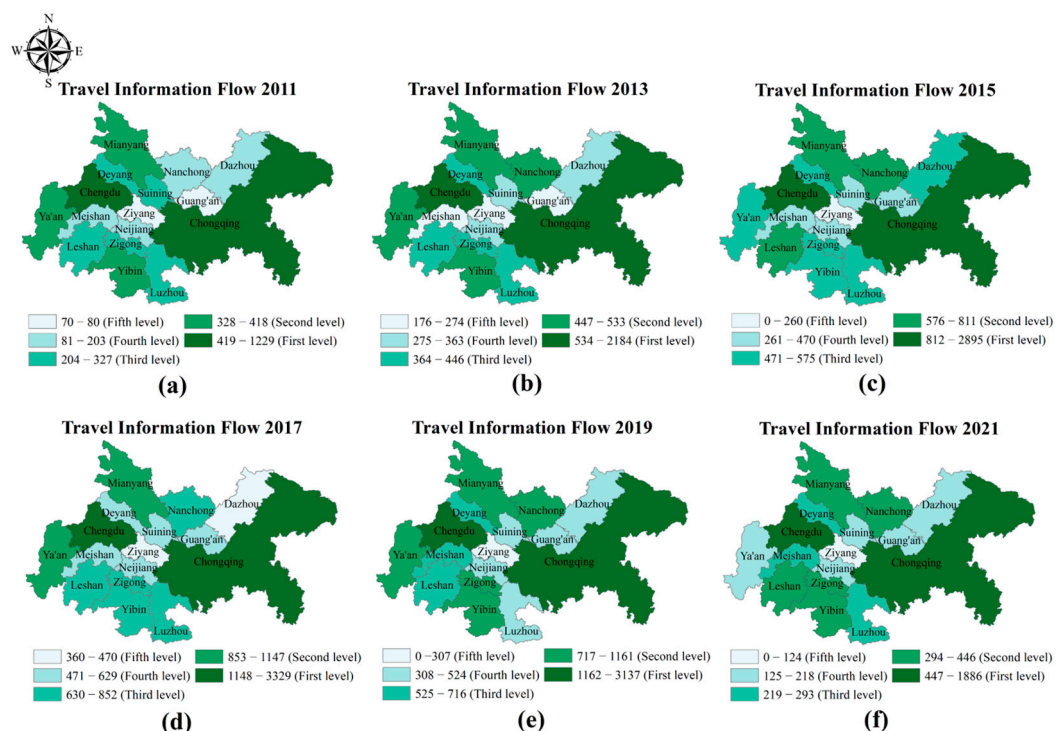 N
W E
S
Travel Information Flow 2011
Mianyang
Deyang
Nanchong
Dazhou
Chengdu
Suining
Guang'an
Ya'an
Meishan
Ziyang
Neijiang
Chongqing
Leshan
Zigong
Yibin
Luzhou
70 – 80 (Fifth level)
81 – 203 (Fourth level)
204 – 327 (Third level)
328 – 418 (Second level)
419 – 1229 (First level)
(a)
Travel Information Flow 2013
Mianyang
Deyang
Nanchong
Dazhou
Chengdu
Suining
Guang'an
Ya'an
Meishan
Ziyang
Neijiang
Chongqing
Leshan
Zigong
Yibin
Luzhou
176 – 274 (Fifth level)
275 – 363 (Fourth level)
364 – 446 (Third level)
447 – 533 (Second level)
534 – 2184 (First level)
(b)
Travel Information Flow 2015
Mianyang
Deyang
Nanchong
Dazhou
Chengdu
Suining
Guang'an
Ya'an
Meishan
Ziyang
Neijiang
Chongqing
Leshan
Zigong
Yibin
Luzhou
0 – 260 (Fifth level)
261 – 470 (Fourth level)
471 – 575 (Third level)
576 – 811 (Second level)
812 – 2895 (First level)
(c)
Travel Information Flow 2017
Mianyang
Deyang
Nanchong
Dazhou
Chengdu
Suining
Guang'an
Ya'an
Meishan
Ziyang
Neijiang
Chongqing
Leshan
Zigong
Yibin
Luzhou
360 – 470 (Fifth level)
471 – 629 (Fourth level)
630 – 852 (Third level)
853 – 1147 (Second level)
1148 – 3329 (First level)
(d)
Travel Information Flow 2019
Mianyang
Deyang
Nanchong
Dazhou
Chengdu
Suining
Guang'an
Ya'an
Meishan
Ziyang
Neijiang
Chongqing
Leshan
Zigong
Yibin
Luzhou
0 –307 (Fifth level)
308 – 524 (Fourth level)
525 – 716 (Third level)
717 – 1161 (Second level)
1162 – 3137 (First level)
(e)
Travel Information Flow 2021
Mianyang
Deyang
Nanchong
Dazhou
Chengdu
Suining
Guang'an
Ya'an
Meishan
Ziyang
Neijiang
Chongqing
Leshan
Zigong
Yibin
Luzhou
0 – 124 (Fifth level)
125 – 218 (Fourth level)
219 – 293 (Third level)
294 – 446 (Second level)
447 – 1886 (First level)
(f)